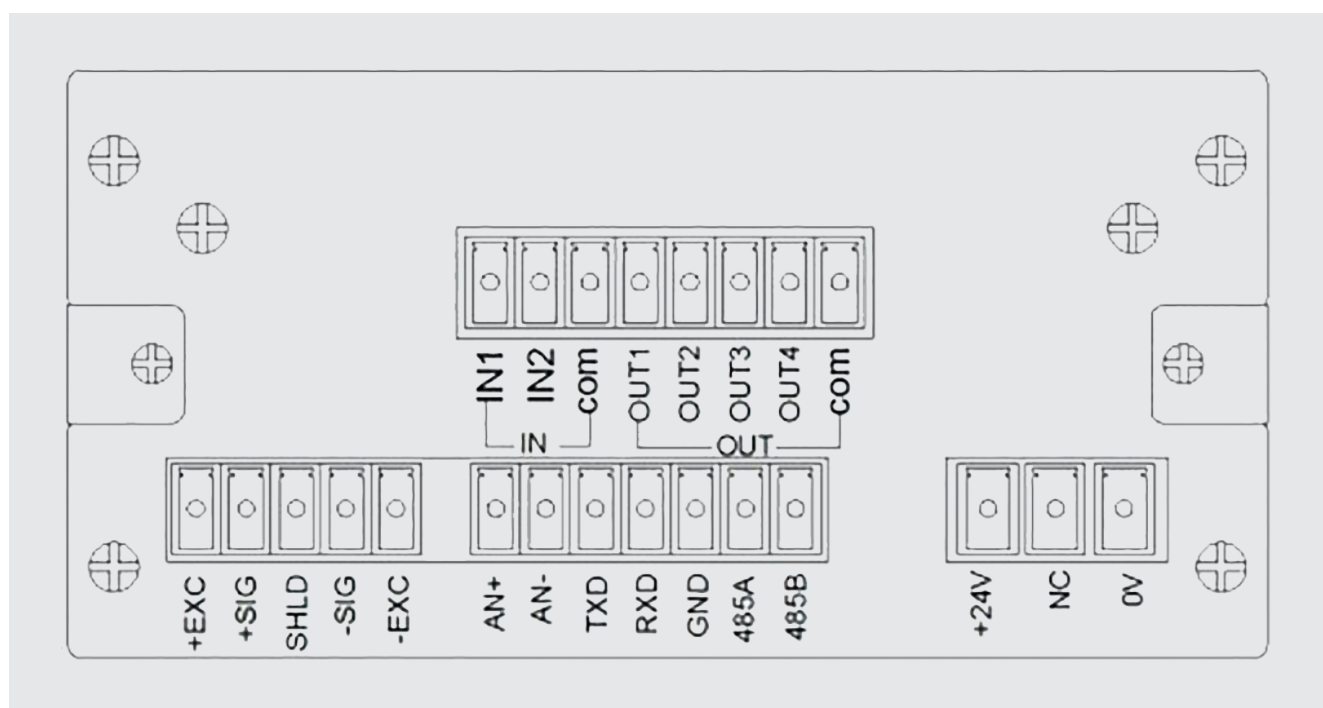 IN1 IN2 com OUT1 OUT2 OUT3 OUT4 com
IN OUT
+EXC +SIG SHLD -SIG -EXC AN+ AN- TXD RXD GND 485A 485B +24V NC 0V